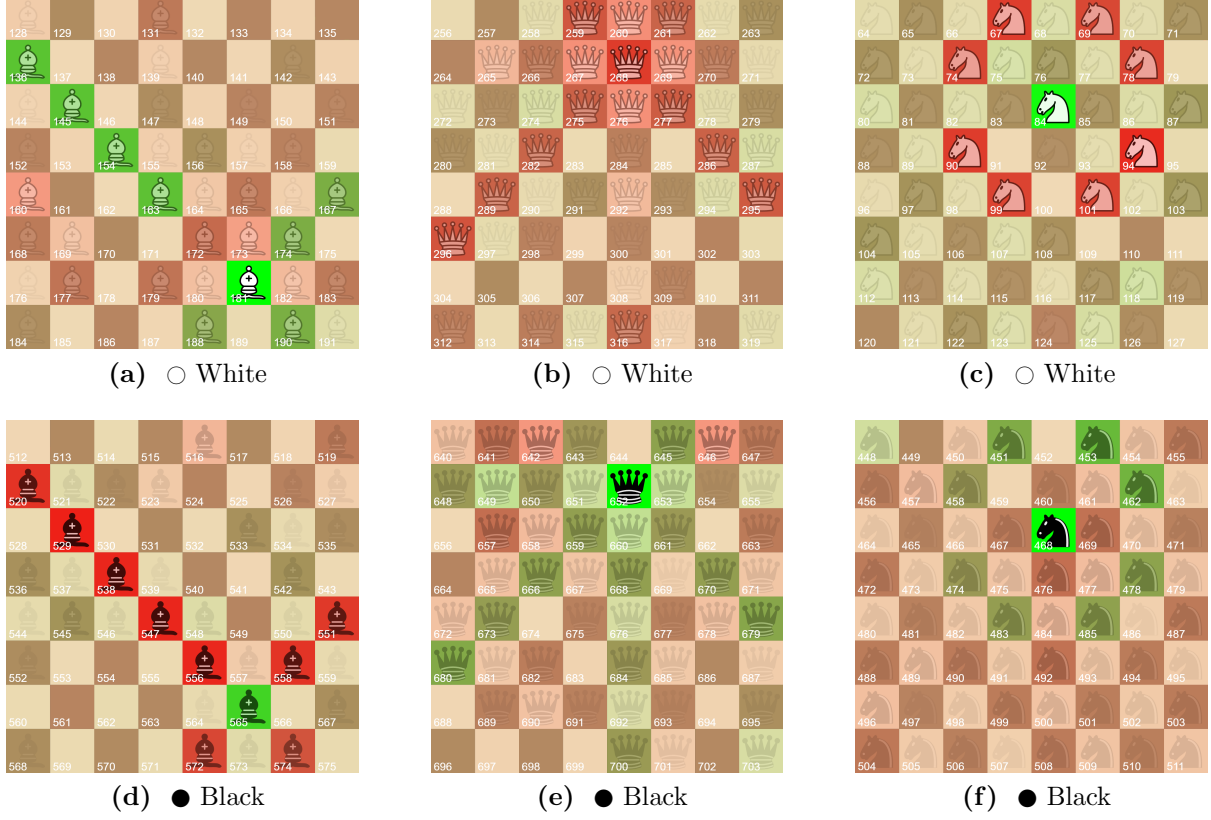 128 129 130 131 132 133 134 135
136 137 138 139 140 141 142 143
144 145 146 147 148 149 150 151
152 153 154 155 156 157 158 159
160 161 162 163 164 165 166 167
168 169 170 171 172 173 174 175
176 177 178 179 180 181 182 183
184 185 186 187 188 189 190 191
(a) ○ White
256 257 258 259 260 261 262 263
264 265 266 267 268 269 270 271
272 273 274 275 276 277 278 279
280 281 282 283 284 285 286 287
288 289 290 291 292 293 294 295
296 297 298 299 300 301 302 303
304 305 306 307 308 309 310 311
312 313 314 315 316 317 318 319
(b) ○ White
64 65 66 67 68 69 70 71
72 73 74 75 76 77 78 79
80 81 82 83 84 85 86 87
88 89 90 91 92 93 94 95
96 97 98 99 100 101 102 103
104 105 106 107 108 109 110 111
112 113 114 115 116 117 118 119
120 121 122 123 124 125 126 127
(c) ○ White
512 513 514 515 516 517 518 519
520 521 522 523 524 525 526 527
528 529 530 531 532 533 534 535
536 537 538 539 540 541 542 543
544 545 546 547 548 549 550 551
552 553 554 555 556 557 558 559
560 561 562 563 564 565 566 567
568 569 570 571 572 573 574 575
(d) ● Black
640 641 642 643 644 645 646 647
648 649 650 651 652 653 654 655
656 657 658 659 660 661 662 663
664 665 666 667 668 669 670 671
672 673 674 675 676 677 678 679
680 681 682 683 684 685 686 687
688 689 690 691 692 693 694 695
696 697 698 699 700 701 702 703
(e) ● Black
448 449 450 451 452 453 454 455
456 457 458 459 460 461 462 463
464 465 466 467 468 469 470 471
472 473 474 475 476 477 478 479
480 481 482 483 484 485 486 487
488 489 490 491 492 493 494 495
496 497 498 499 500 501 502 503
504 505 506 507 508 509 510 511
(f) ● Black